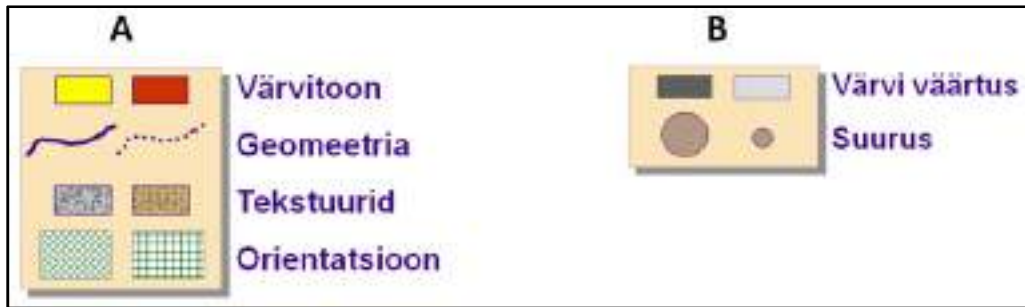 A
Värvitoon
Geomeetria
Tekstuurid
Orientatsioon
B
Värvi väärtus
Suurus